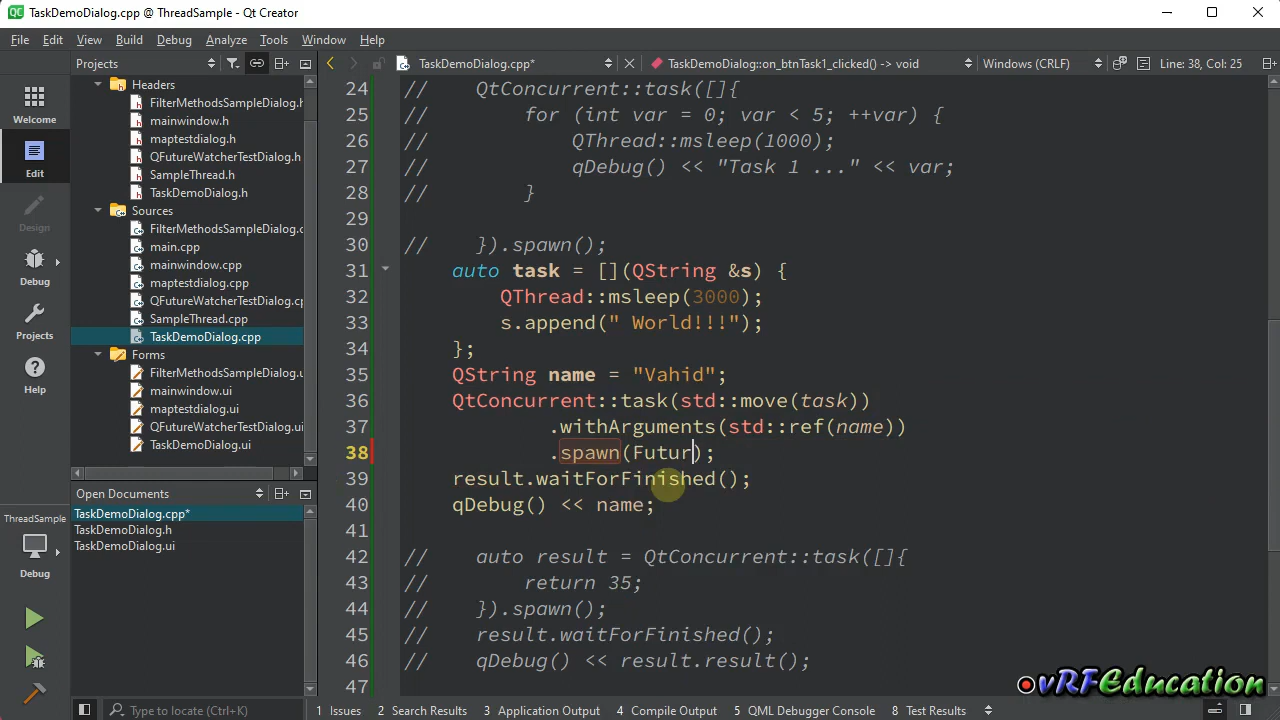 TaskDemoDialog.cpp @ ThreadSample - Qt Creator
File Edit View Build Debug Analyze Tools Window Help
Projects
TaskDemoDialog.cpp*
TaskDemoDialog::on_btnTask1_clicked() -> void
Windows (CRLF)
Line: 38, Col: 25
Welcome
Edit
Design
Debug
Projects
Help
ThreadSample
Debug
Headers
FilterMethodsSampleDialog.h
mainwindow.h
maptestdialog.h
QFutureWatcherTestDialog.h
SampleThread.h
TaskDemoDialog.h
Sources
FilterMethodsSampleDialog.c
main.cpp
mainwindow.cpp
maptestdialog.cpp
QFutureWatcherTestDialog.cp
SampleThread.cpp
TaskDemoDialog.cpp
Forms
FilterMethodsSampleDialog.u
mainwindow.ui
maptestdialog.ui
QFutureWatcherTestDialog.ui
TaskDemoDialog.ui
Open Documents
TaskDemoDialog.cpp*
TaskDemoDialog.h
TaskDemoDialog.ui
24 // QtConcurrent::task([]{
25 // for (int var = 0; var < 5; ++var) {
26 // QThread::msleep(1000);
27 // qDebug() << "Task 1 ..." << var;
28 // }
29
30 // }).spawn();
31 auto task = [](QString &s) {
32 QThread::msleep(3000);
33 s.append(" World!!!");
34 };
35 QString name = "Vahid";
36 QtConcurrent::task(std::move(task))
37 .withArguments(std::ref(name))
38 .spawn(Futur);
39 result.waitForFinished();
40 qDebug() << name;
41
42 // auto result = QtConcurrent::task([]{
43 // return 35;
44 // }).spawn();
45 // result.waitForFinished();
46 // qDebug() << result.result();
47
vRFEducation
Type to locate (Ctrl+K)
1 Issues 2 Search Results 3 Application Output 4 Compile Output 5 QML Debugger Console 8 Test Results